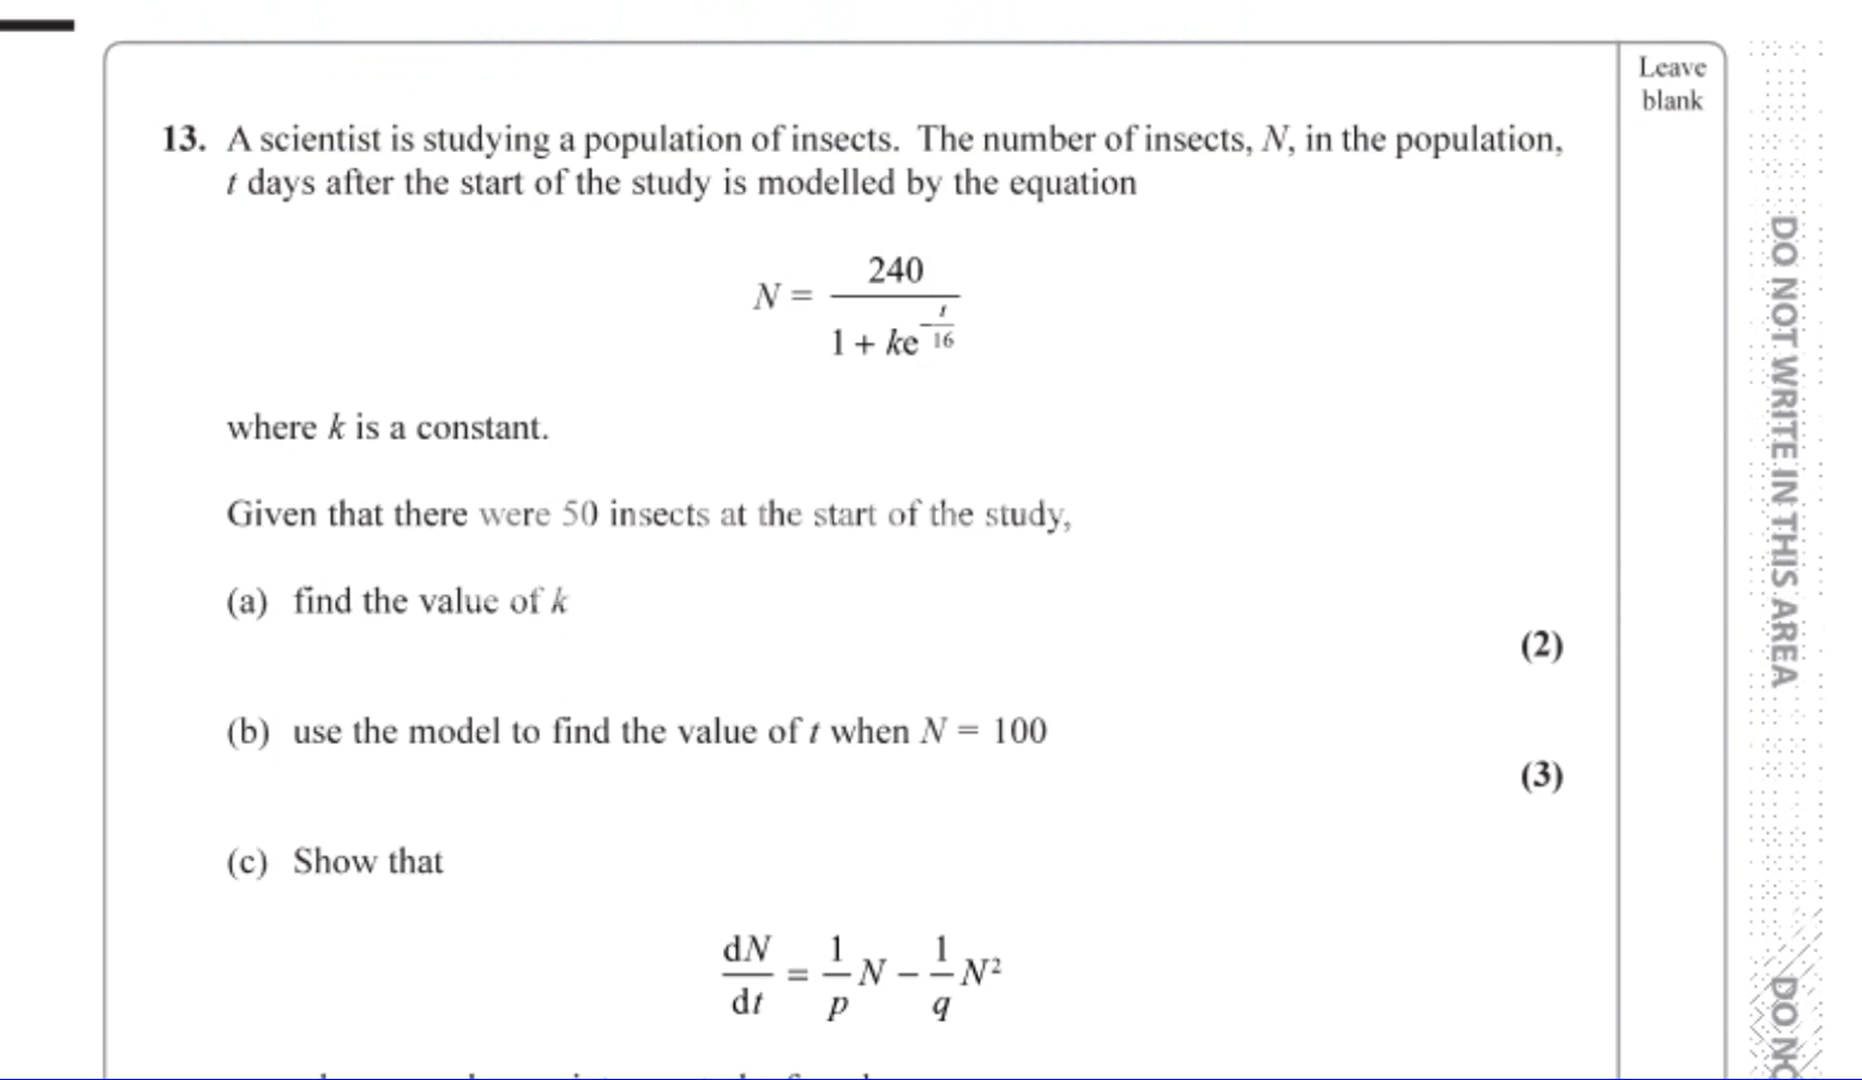 Leave
blank
13. A scientist is studying a population of insects. The number of insects, N, in the population,
t days after the start of the study is modelled by the equation
N = 240 / (1 + ke^(-t/16))
where k is a constant.
Given that there were 50 insects at the start of the study,
(a) find the value of k
(2)
(b) use the model to find the value of t when N = 100
(3)
(c) Show that
dN/dt = 1/p N − 1/q N²
DO NOT WRITE IN THIS AREA
DO NO